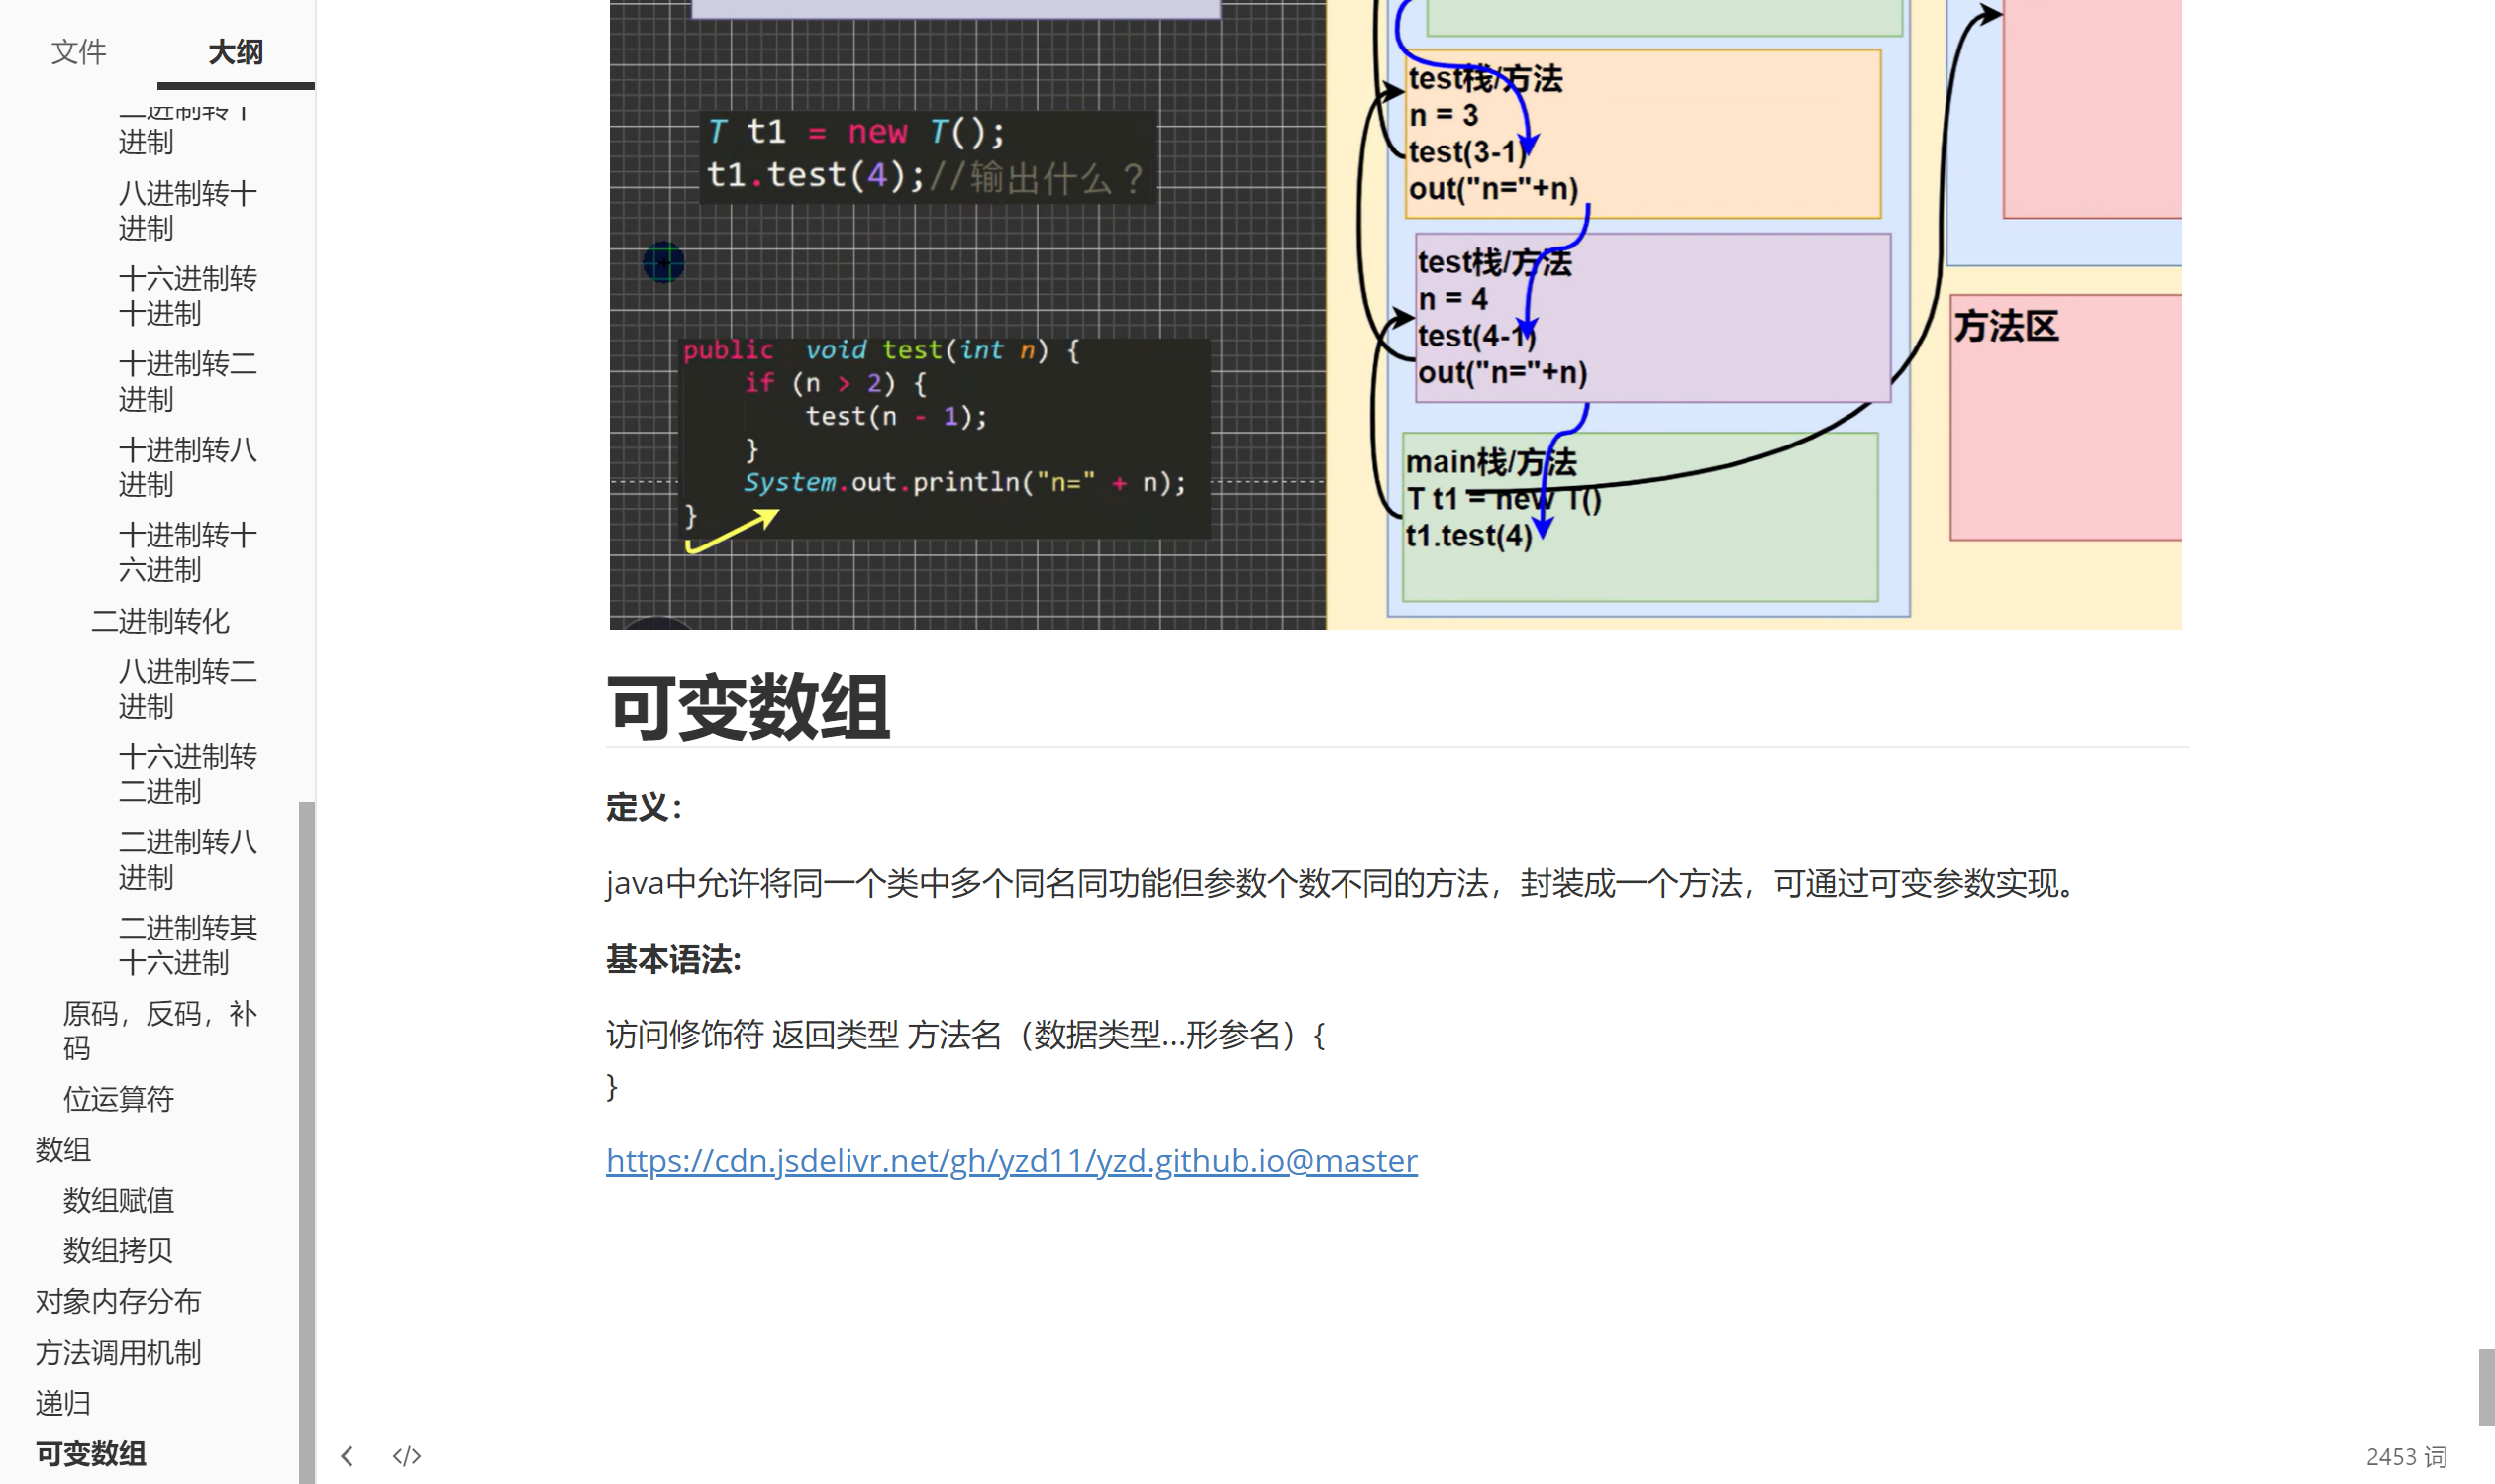 文件
大纲
二进制转十
进制
八进制转十
进制
十六进制转
十进制
十进制转二
进制
十进制转八
进制
十进制转十
六进制
二进制转化
八进制转二
进制
十六进制转
二进制
二进制转八
进制
二进制转其
十六进制
原码，反码，补
码
位运算符
数组
数组赋值
数组拷贝
对象内存分布
方法调用机制
递归
可变数组
T t1 = new T();
t1.test(4);//输出什么？
public  void test(int n) {
if (n > 2) {
test(n - 1);
}
System.out.println("n=" + n);
}
test栈/方法
n = 3
test(3-1)
out("n="+n)
test栈/方法
n = 4
test(4-1)
out("n="+n)
main栈/方法
T t1 = new T()
t1.test(4)
方法区
可变数组
定义：
java中允许将同一个类中多个同名同功能但参数个数不同的方法，封装成一个方法，可通过可变参数实现。
基本语法:
访问修饰符 返回类型 方法名（数据类型...形参名）{
}
https://cdn.jsdelivr.net/gh/yzd11/yzd.github.io@master
</>
2453 词